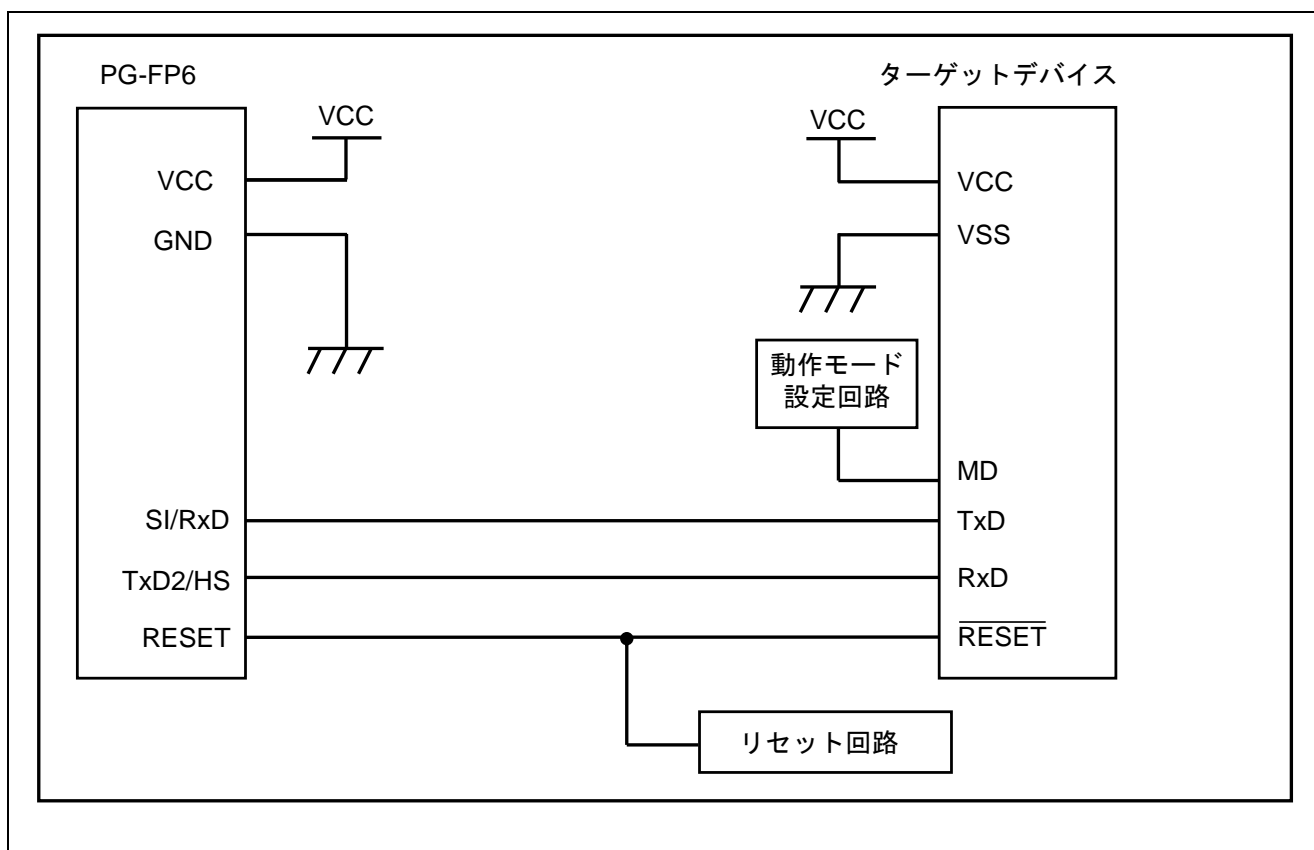 PG-FP6
ターゲットデバイス
VCC
VCC
VCC
VCC
GND
VSS
動作モード
設定回路
MD
SI/RxD
TxD
TxD2/HS
RxD
RESET
RESET
リセット回路